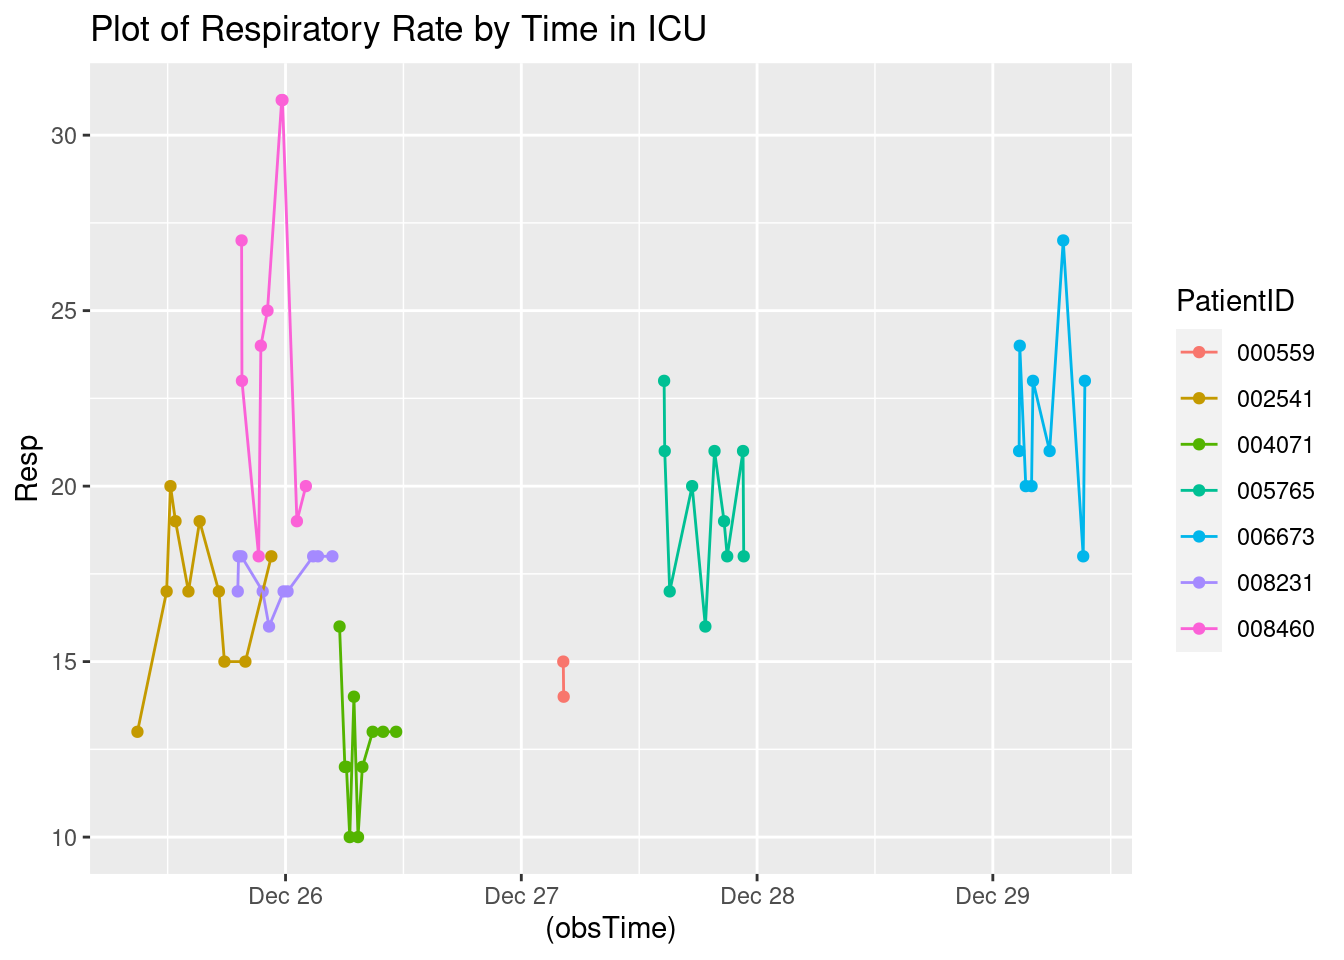 Plot of Respiratory Rate by Time in ICU
Resp
30
25
20
15
10
Dec 26
Dec 27
Dec 28
Dec 29
(obsTime)
PatientID
000559
002541
004071
005765
006673
008231
008460